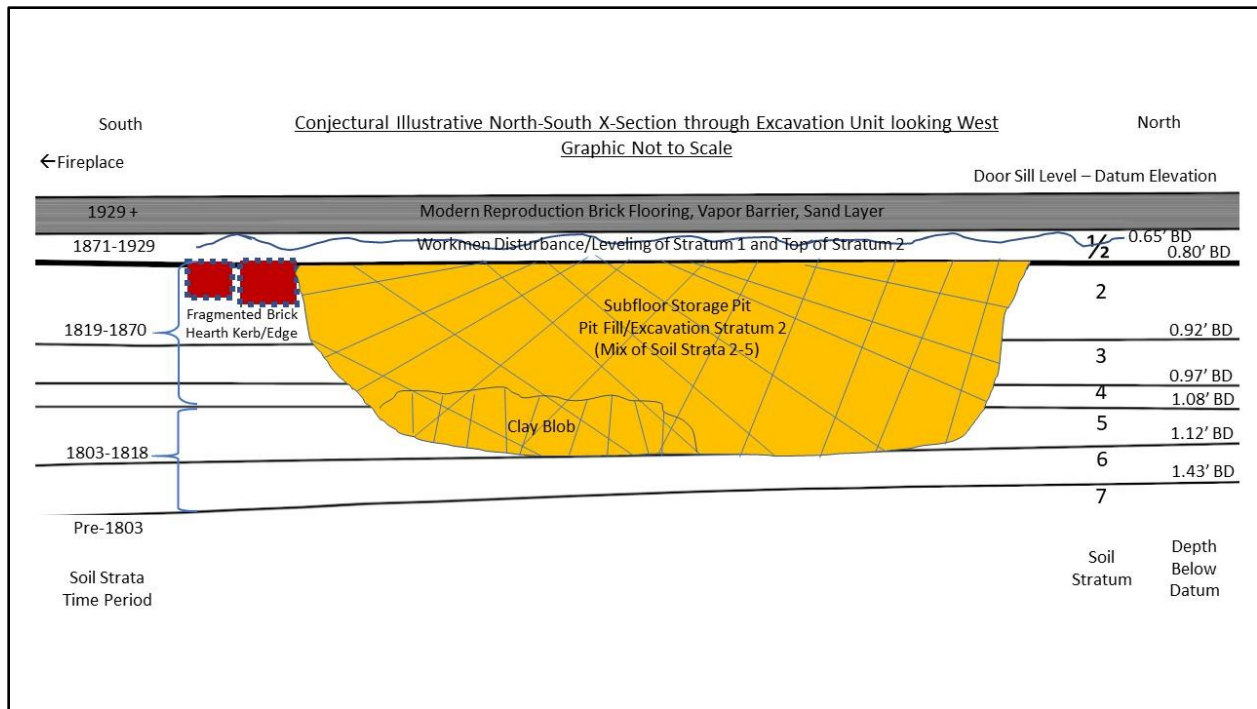 South
Conjectural Illustrative North-South X-Section through Excavation Unit looking West
North
Graphic Not to Scale
←Fireplace
Door Sill Level – Datum Elevation
1929 +
Modern Reproduction Brick Flooring, Vapor Barrier, Sand Layer
1871-1929
Workmen Disturbance/Leveling of Stratum 1 and Top of Stratum 2
½
0.65’ BD
0.80’ BD
2
Fragmented Brick
Hearth Kerb/Edge
Subfloor Storage Pit
Pit Fill/Excavation Stratum 2
(Mix of Soil Strata 2-5)
1819-1870
0.92’ BD
3
0.97’ BD
4
1.08’ BD
5
Clay Blob
1.12’ BD
1803-1818
6
1.43’ BD
7
Pre-1803
Soil Strata
Time Period
Soil
Stratum
Depth
Below
Datum